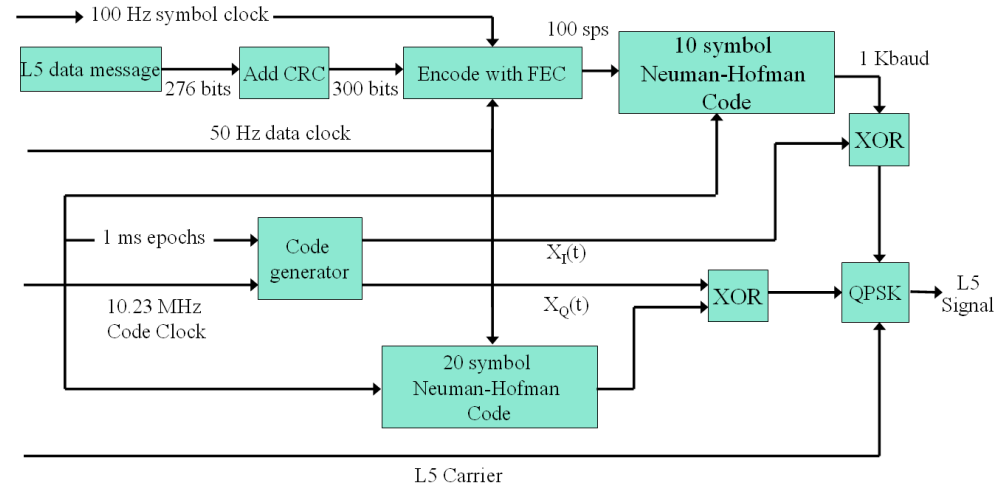 100 Hz symbol clock
L5 data message
276 bits
Add CRC
300 bits
Encode with FEC
100 sps
10 symbol
Neuman-Hofman
Code
1 Kbaud
XOR
50 Hz data clock
1 ms epochs
Code
generator
X_I(t)
10.23 MHz
Code Clock
X_Q(t)
XOR
QPSK
L5
Signal
20 symbol
Neuman-Hofman
Code
L5 Carrier